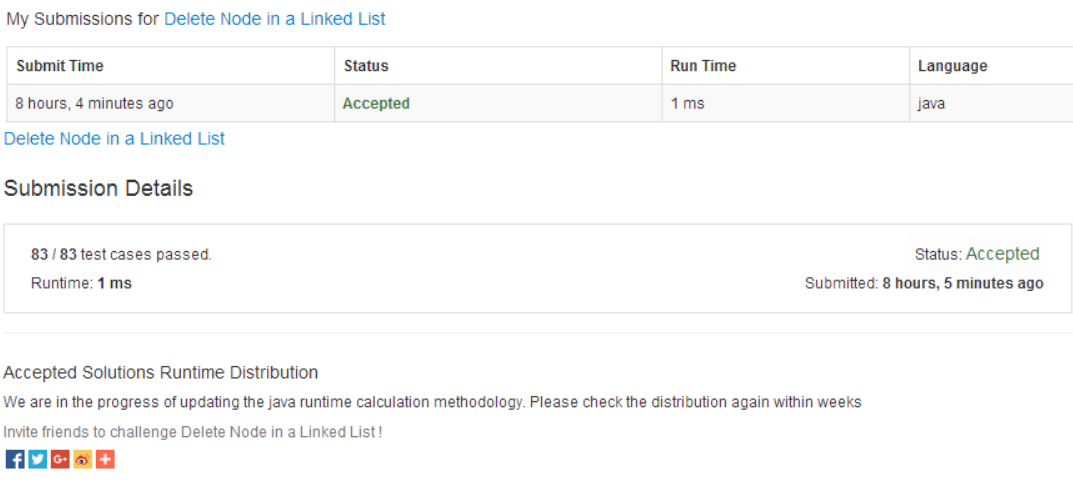 My Submissions for Delete Node in a Linked List
Submit Time Status Run Time Language
8 hours, 4 minutes ago Accepted 1 ms java
Delete Node in a Linked List
Submission Details
83 / 83 test cases passed. Status: Accepted
Runtime: 1 ms Submitted: 8 hours, 5 minutes ago
Accepted Solutions Runtime Distribution
We are in the progress of updating the java runtime calculation methodology. Please check the distribution again within weeks
Invite friends to challenge Delete Node in a Linked List !